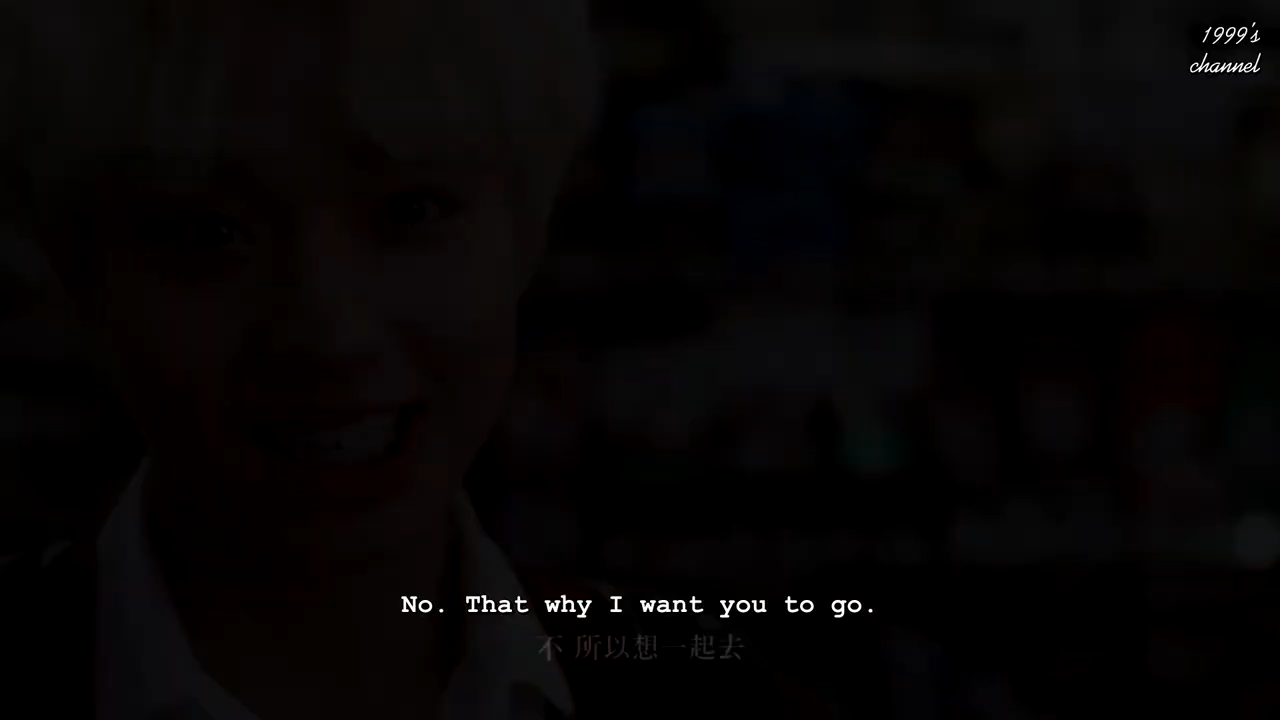 1999's
channel
No. That why I want you to go.
不 所以想一起去